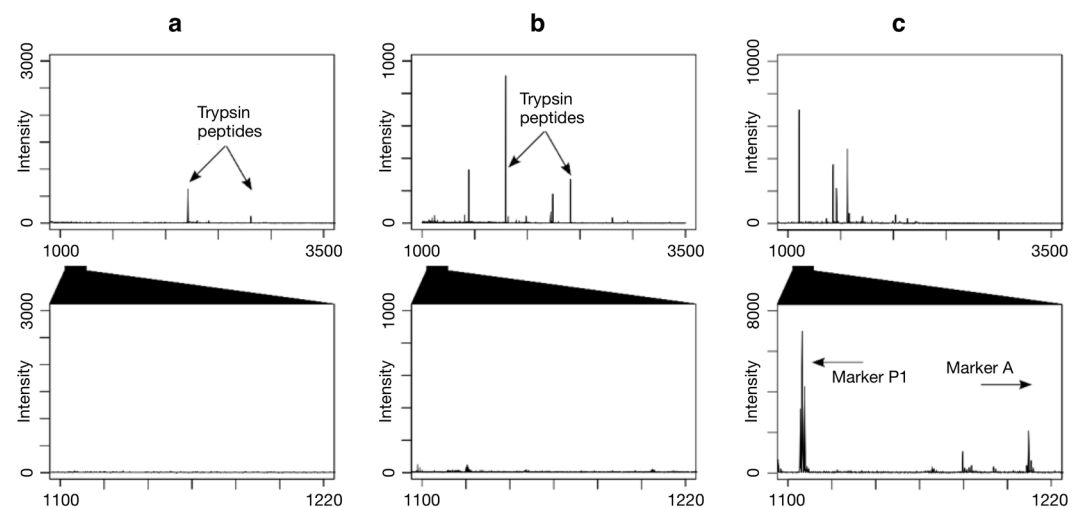 a
b
c
3000
Intensity
0
Trypsin
peptides
1000
3500
1000
Intensity
0
Trypsin
peptides
1000
3500
10000
Intensity
0
1000
3500
3000
Intensity
0
1100
1220
1000
Intensity
0
1100
1220
8000
Intensity
0
Marker P1
Marker A
1100
1220